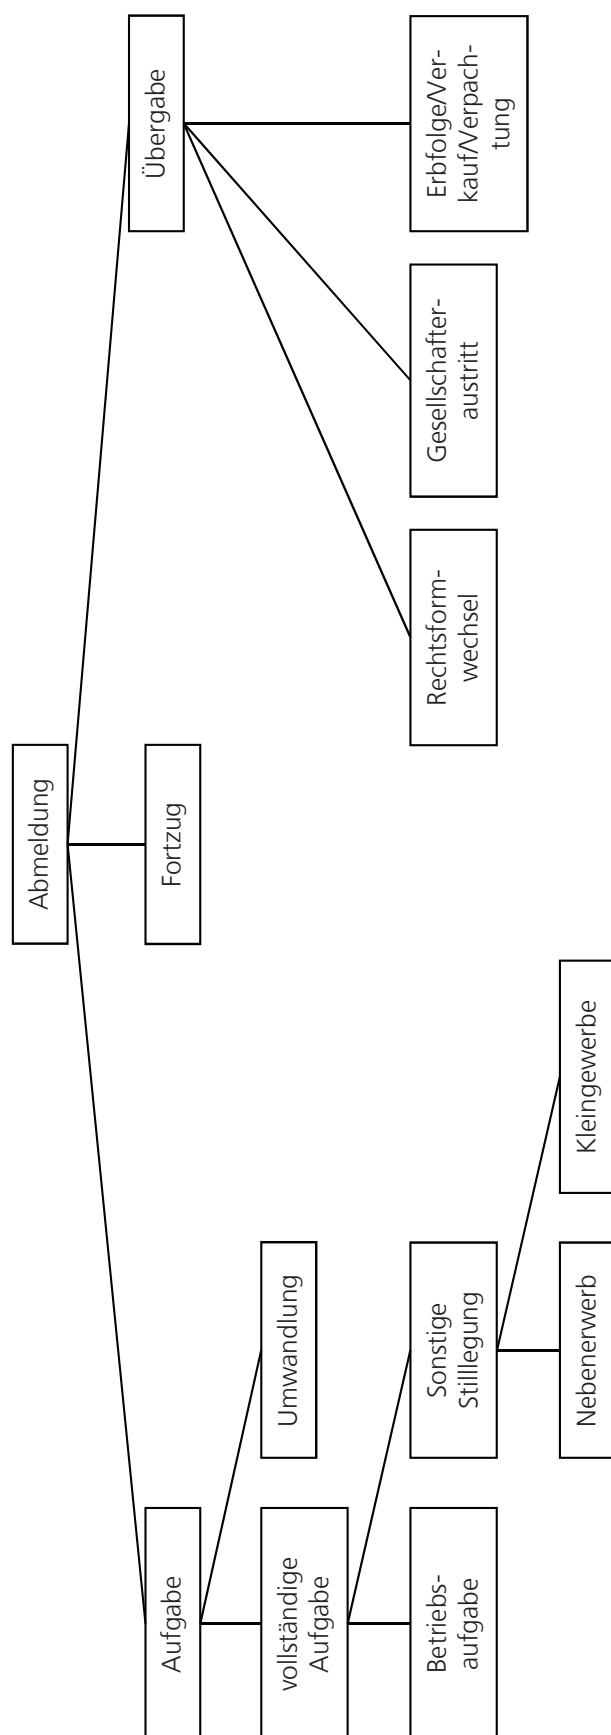 Abmeldung
Aufgabe
Fortzug
Übergabe
vollständige
Aufgabe
Umwandlung
Betriebs-
aufgabe
Sonstige
Stilllegung
Rechtsform-
wechsel
Gesellschafter-
austritt
Erbfolge/Ver-
kauf/Verpach-
tung
Nebenerwerb
Kleingewerbe